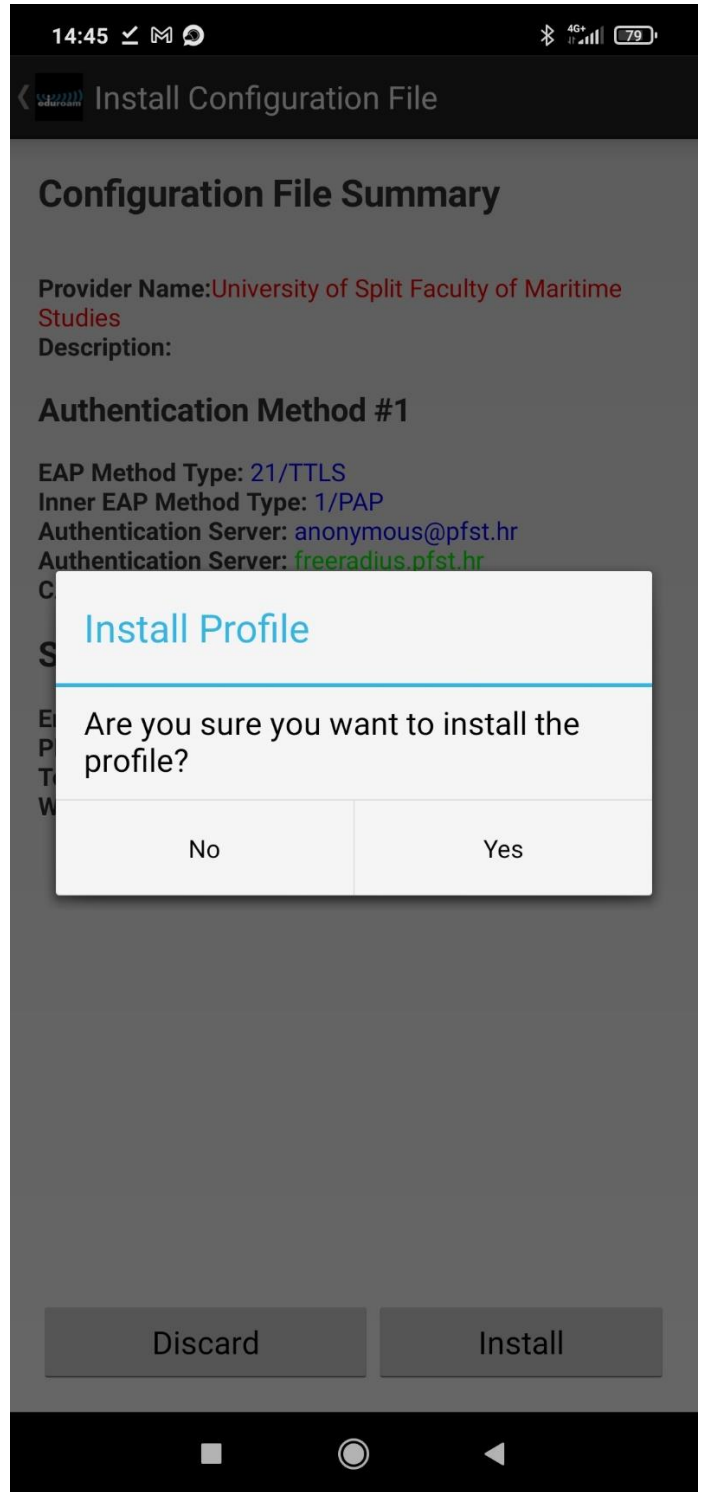 14:45
4G+
79
eduroam
Install Configuration File
Configuration File Summary
Provider Name:University of Split Faculty of Maritime
Studies
Description:
Authentication Method #1
EAP Method Type: 21/TTLS
Inner EAP Method Type: 1/PAP
Authentication Server: anonymous@pfst.hr
Authentication Server: freeradius.pfst.hr
C
Install Profile
S
Are you sure you want to install the
profile?
P
W
No
Yes
Discard
Install